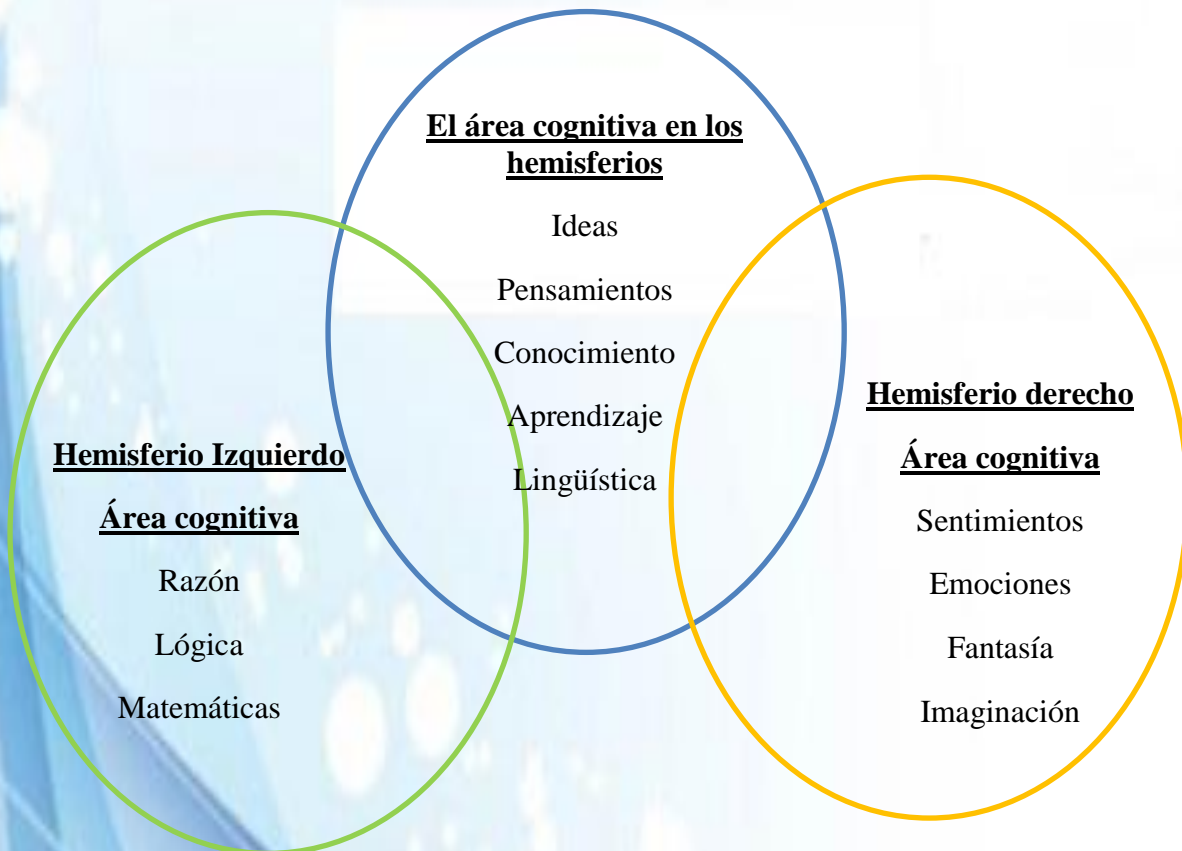 El área cognitiva en los
hemisferios
Ideas
Pensamientos
Conocimiento
Aprendizaje
Lingüística
Hemisferio Izquierdo
Área cognitiva
Razón
Lógica
Matemáticas
Hemisferio derecho
Área cognitiva
Sentimientos
Emociones
Fantasía
Imaginación